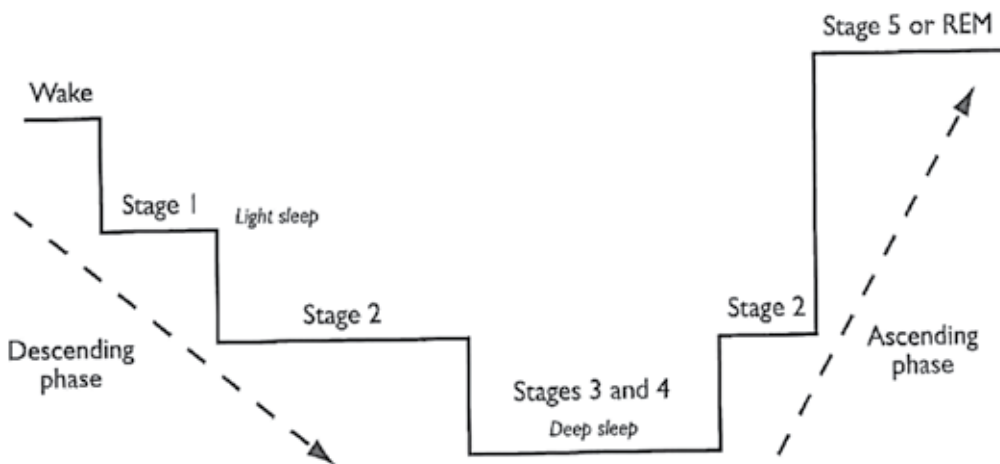 Stage 5 or REM
Wake
Stage 1
Light sleep
Stage 2
Stage 2
Descending
phase
Ascending
phase
Stages 3 and 4
Deep sleep